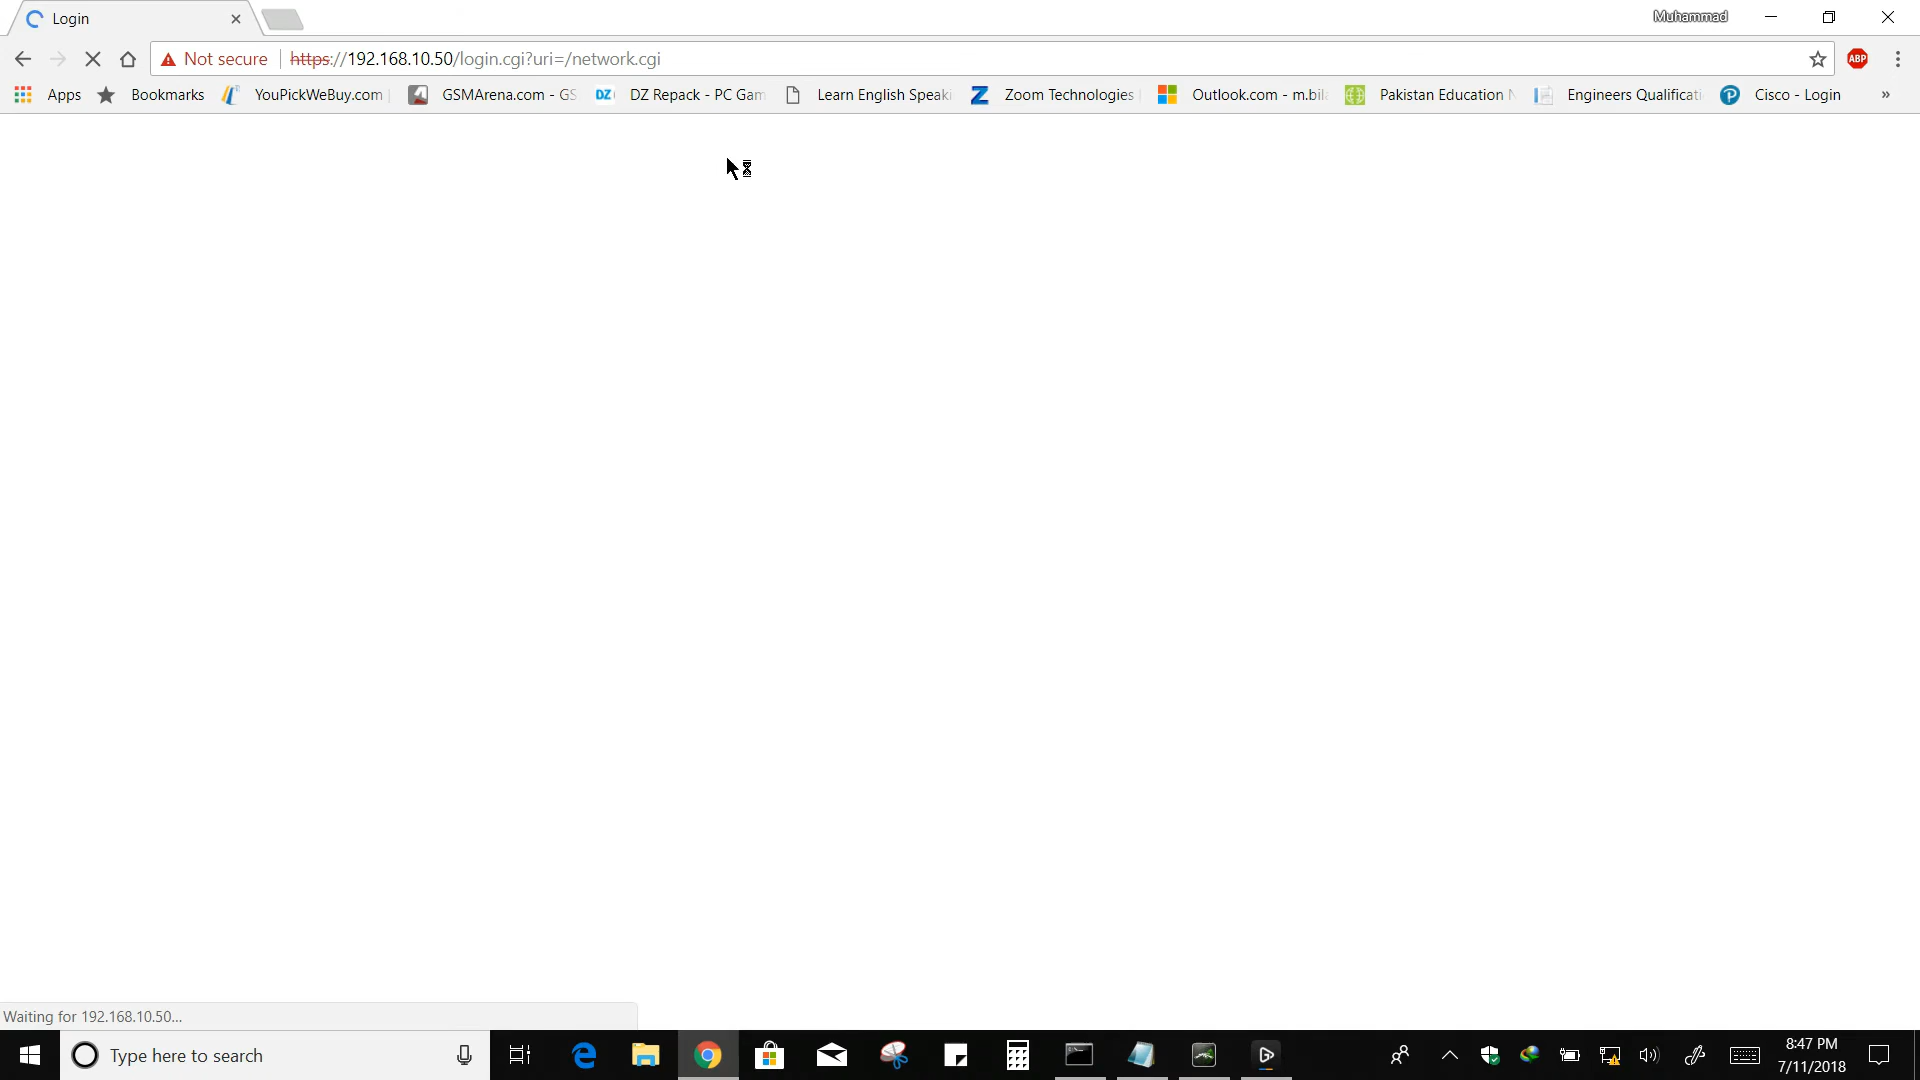 Login
Muhammad
Not secure https://192.168.10.50/login.cgi?uri=/network.cgi
ABP
Apps Bookmarks YouPickWeBuy.com GSMArena.com - GS DZ DZ Repack - PC Gam Learn English Speaki Z Zoom Technologies Outlook.com - m.bil Pakistan Education N Engineers Qualificati Cisco - Login »
Waiting for 192.168.10.50...
Type here to search
8:47 PM
7/11/2018